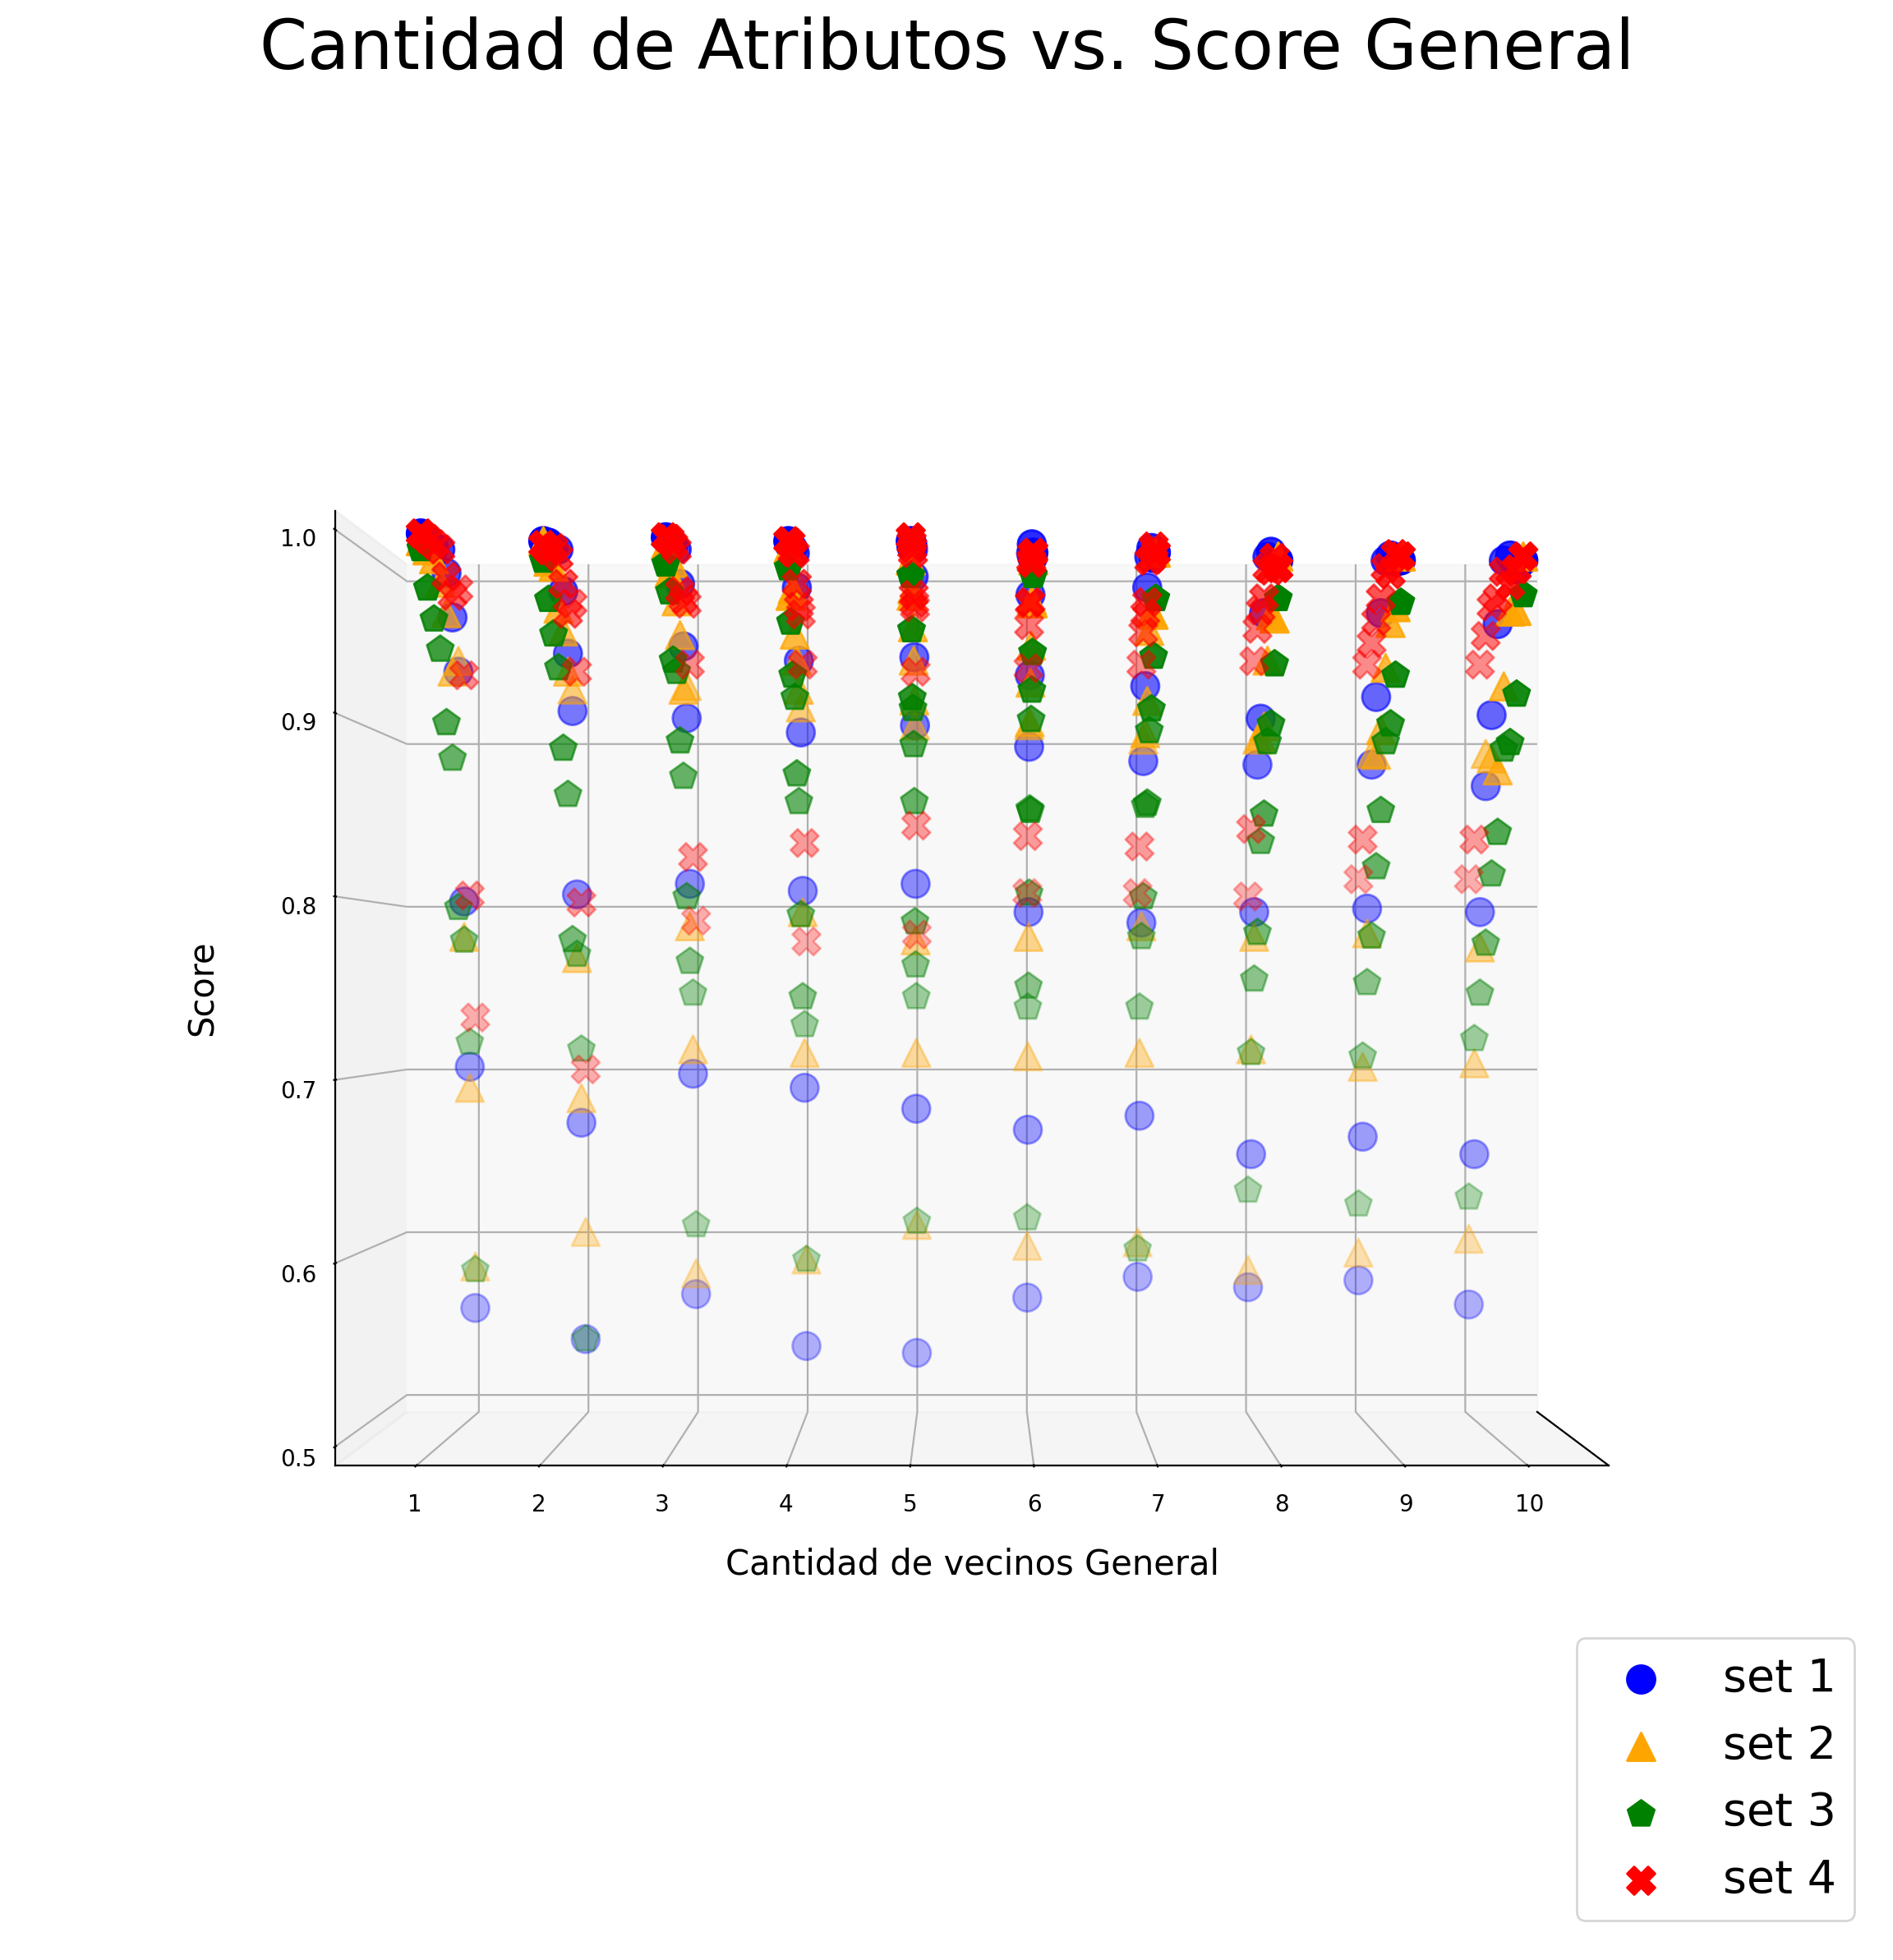 Cantidad de Atributos vs. Score General
1.0
0.9
0.8
0.7
0.6
0.5
Score
1 2 3 4 5 6 7 8 9 10
Cantidad de vecinos General
set 1
set 2
set 3
set 4